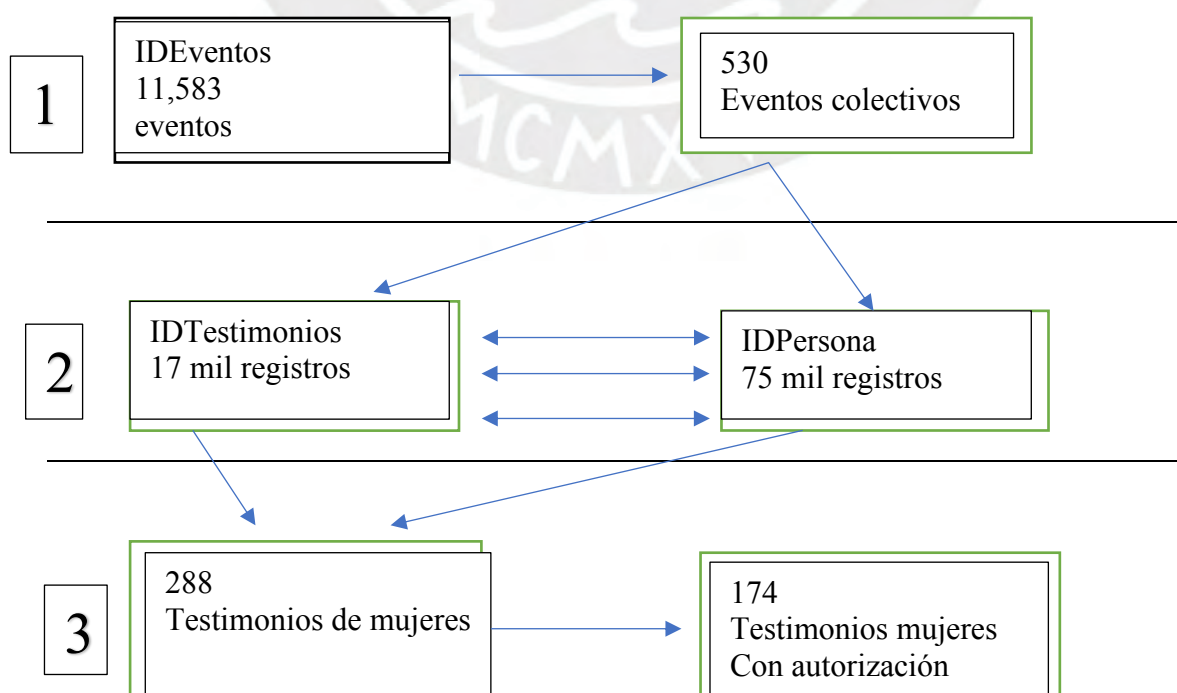 1
IDEventos
11,583
eventos
530
Eventos colectivos
MCMX
2
IDTestimonios
17 mil registros
IDPersona
75 mil registros
3
288
Testimonios de mujeres
174
Testimonios mujeres
Con autorización